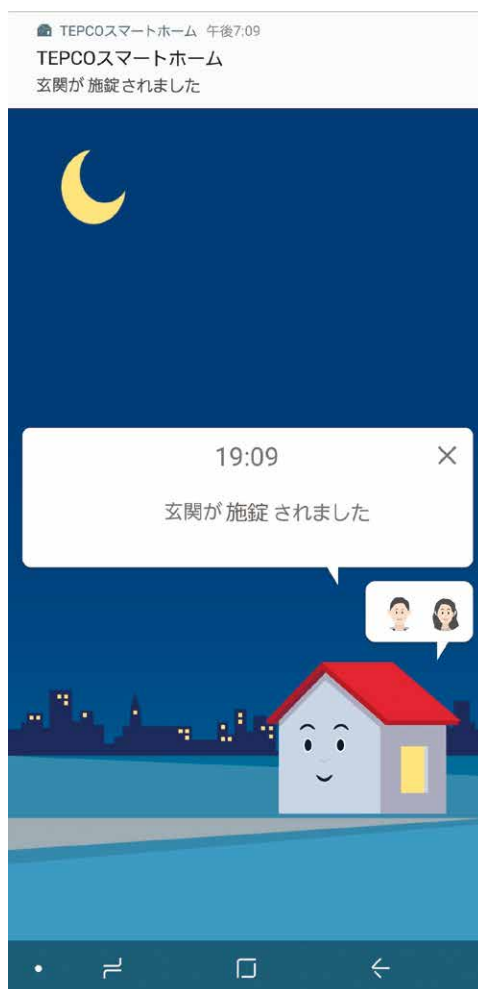 TEPCOスマートホーム 午後7:09
TEPCOスマートホーム
玄関が 施錠されました
19:09
玄関が 施錠 されました